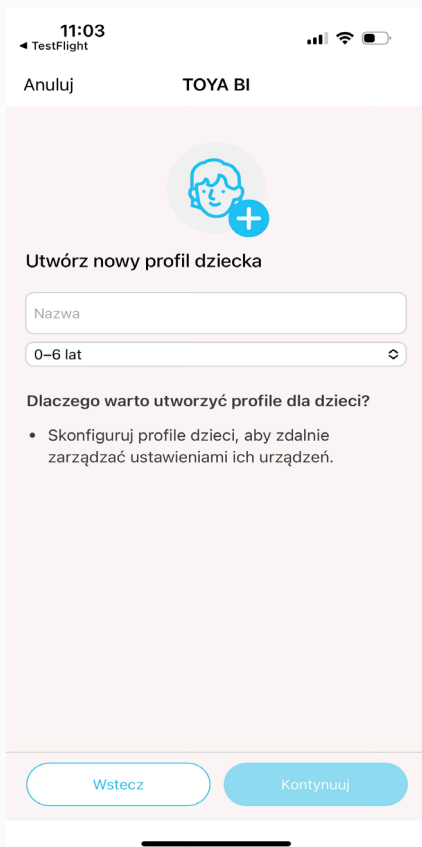 11:03
◀ TestFlight
Anuluj
TOYA BI
Utwórz nowy profil dziecka
Nazwa
0–6 lat
Dlaczego warto utworzyć profile dla dzieci?
• Skonfiguruj profile dzieci, aby zdalnie
zarządzać ustawieniami ich urządzeń.
Wstecz
Kontynuuj